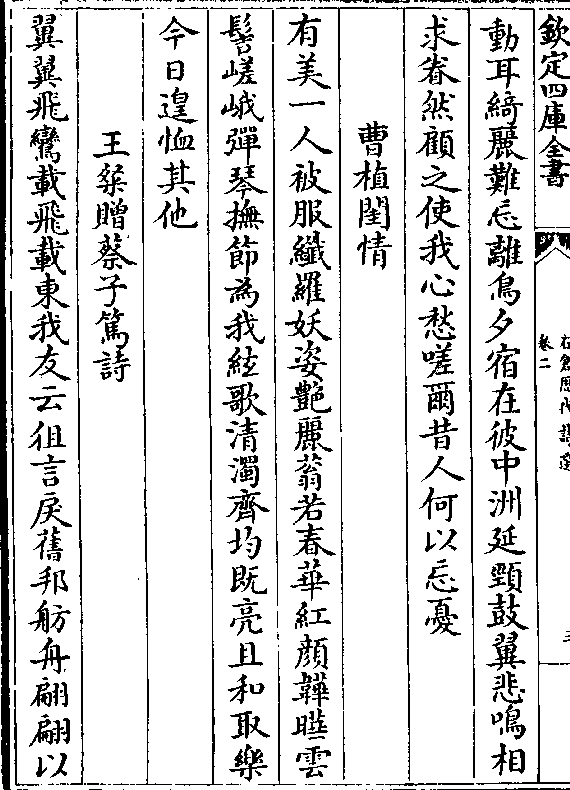 欽定四庫全書
卷二
動耳綺麗難忘離鳥夕宿在彼中洲延頸鼓翼悲鳴相
求眷然顧之使我心愁嗟爾昔人何以忘憂
曹植閨情
有美一人被服纖羅妖姿艷麗蓊若春華紅顔韡曄雲
髻嵯峨彈琴撫節為我絃歌清濁齊均既亮且和取樂
今日遑恤其他
王粲贈蔡子篤詩
翼翼飛鸞載飛載東我友云徂言戾舊邦舫舟翩翩以